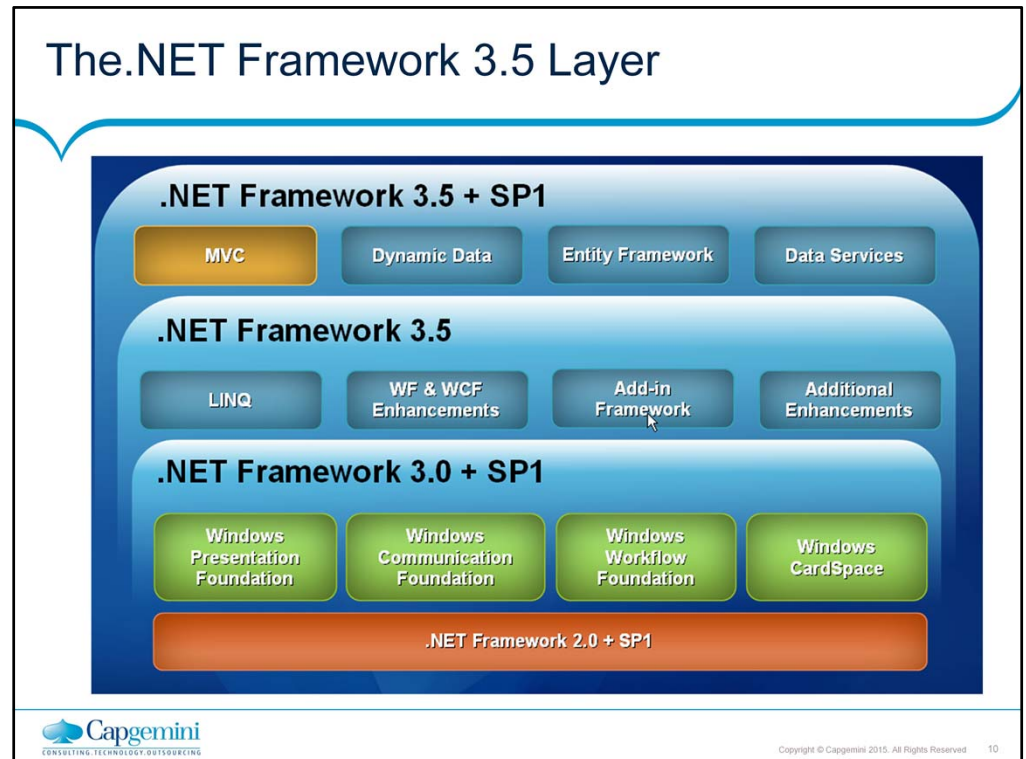 The.NET Framework 3.5 Layer
.NET Framework 3.5 + SP1
MVC
Dynamic Data
Entity Framework
Data Services
.NET Framework 3.5
LINQ
WF & WCF
Enhancements
Add-in
Framework
Additional
Enhancements
.NET Framework 3.0 + SP1
Windows
Presentation
Foundation
Windows
Communication
Foundation
Windows
Workflow
Foundation
Windows
CardSpace
.NET Framework 2.0 + SP1
Capgemini
CONSULTING.TECHNOLOGY.OUTSOURCING
Copyright © Capgemini 2015. All Rights Reserved 10